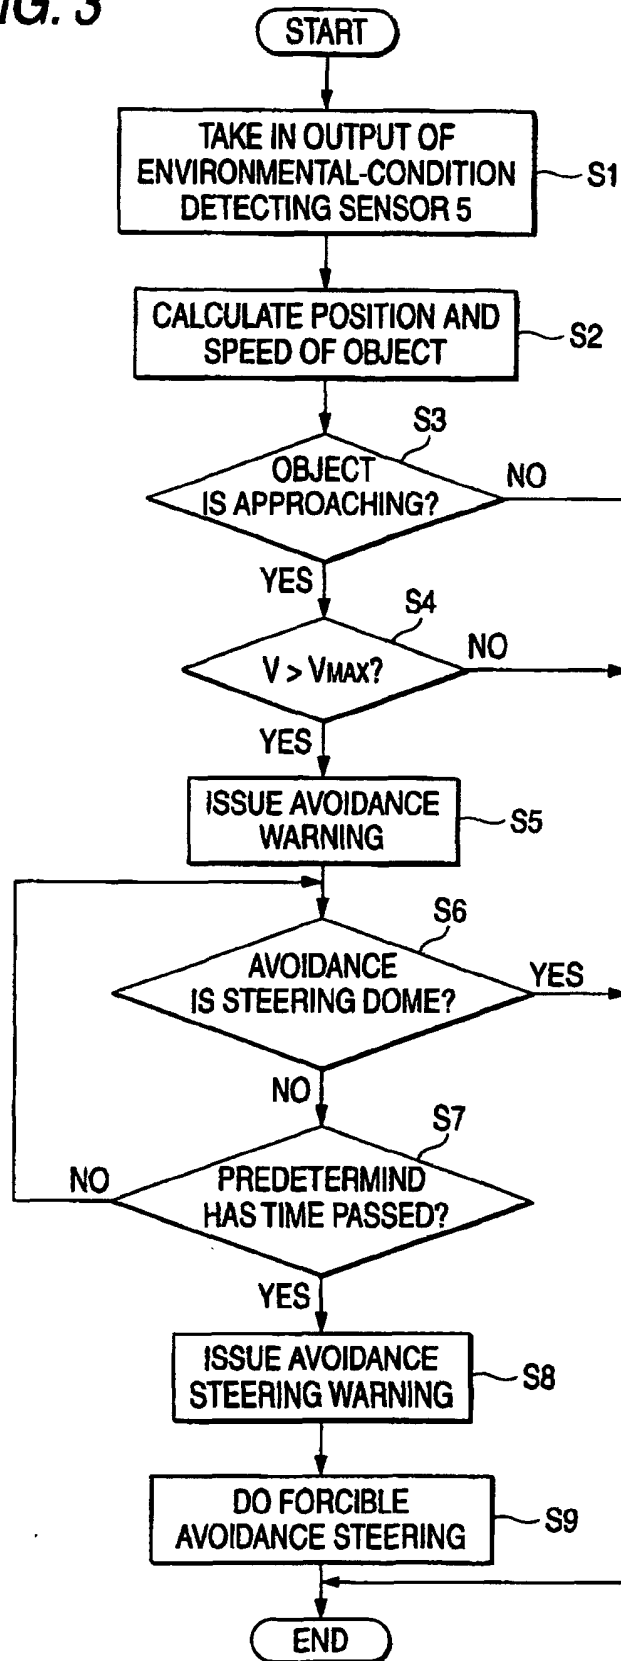 FIG. 3
START
TAKE IN OUTPUT OF
ENVIRONMENTAL-CONDITION
DETECTING SENSOR 5
S1
CALCULATE POSITION AND
SPEED OF OBJECT
S2
S3
OBJECT
IS APPROACHING?
NO
YES
S4
V > VMAX?
NO
YES
ISSUE AVOIDANCE
WARNING
S5
S6
AVOIDANCE
IS STEERING DOME?
YES
NO
S7
NO
PREDETERMIND
HAS TIME PASSED?
YES
ISSUE AVOIDANCE
STEERING WARNING
S8
DO FORCIBLE
AVOIDANCE STEERING
S9
END